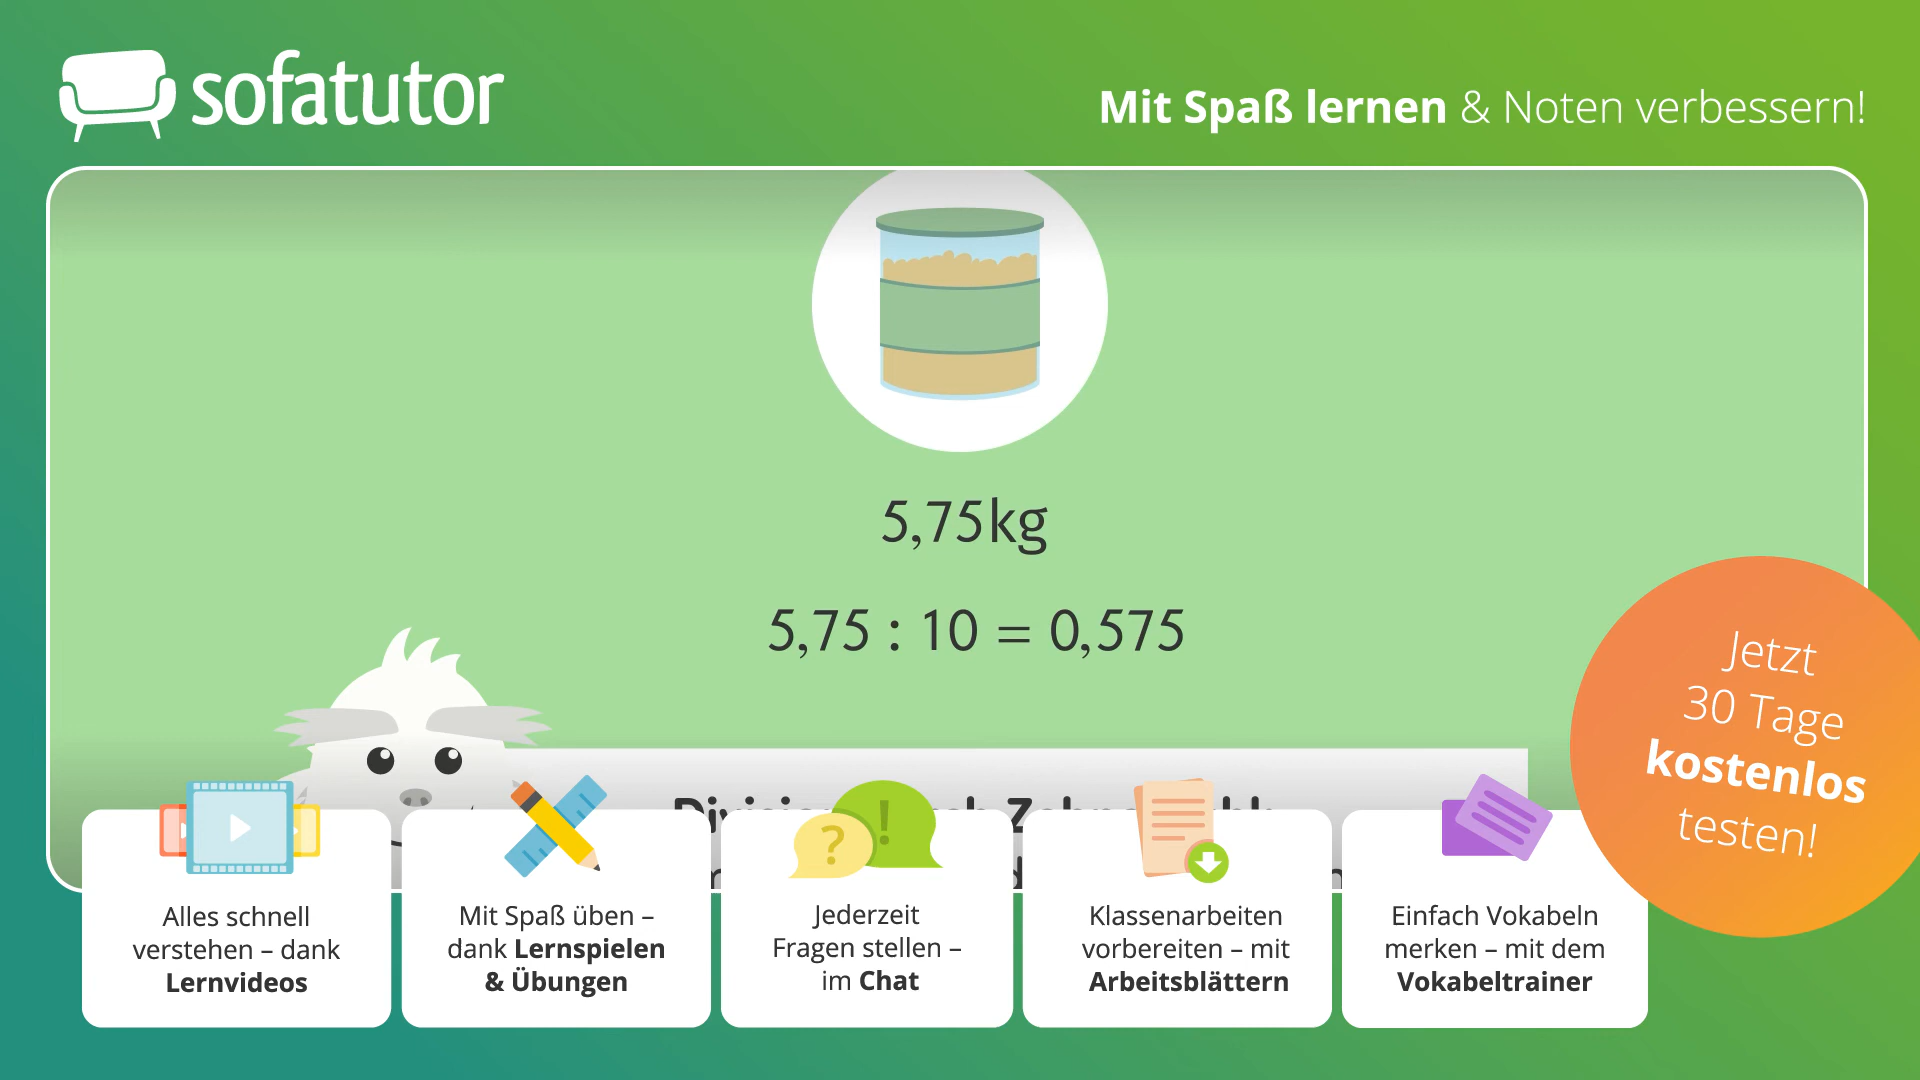 sofatutor
Mit Spaß lernen & Noten verbessern!
5,75kg
5,75 : 10 = 0,575
Jetzt
30 Tage
kostenlos
testen!
Alles schnell
verstehen – dank
Lernvideos
Mit Spaß üben –
dank Lernspielen
& Übungen
?
!
Jederzeit
Fragen stellen –
im Chat
Klassenarbeiten
vorbereiten – mit
Arbeitsblättern
Einfach Vokabeln
merken – mit dem
Vokabeltrainer